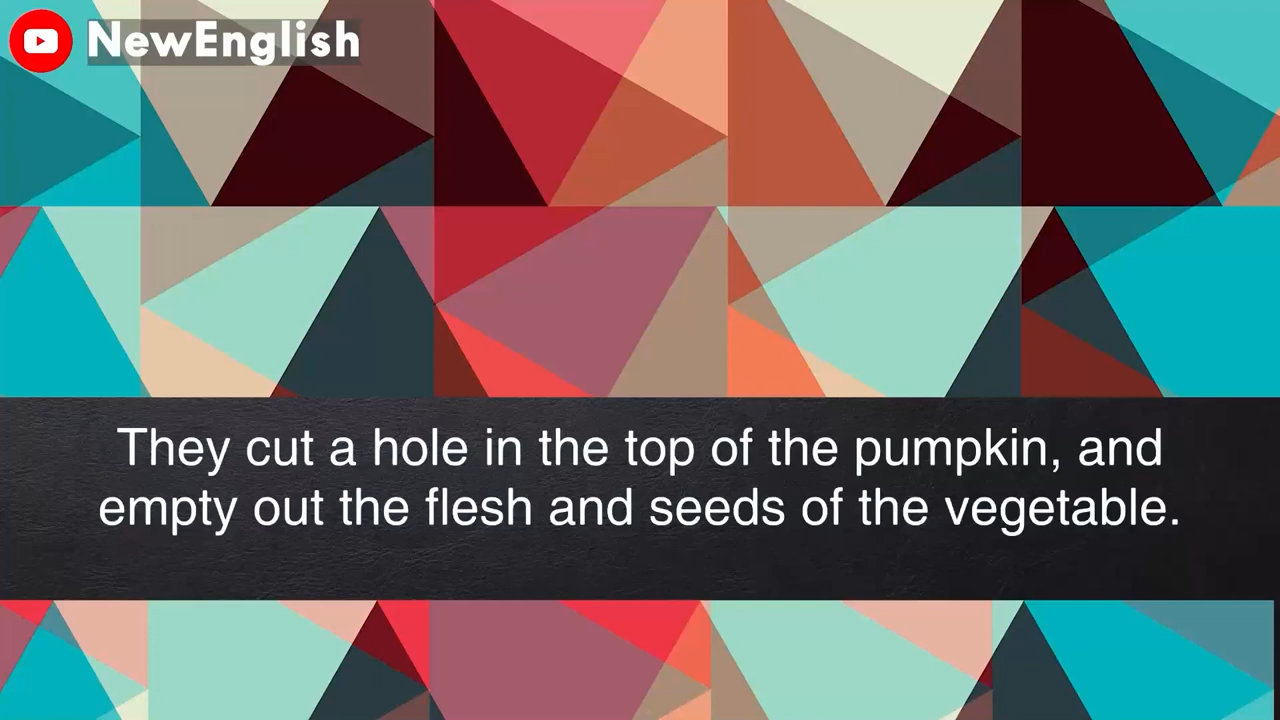 NewEnglish
They cut a hole in the top of the pumpkin, and
empty out the flesh and seeds of the vegetable.